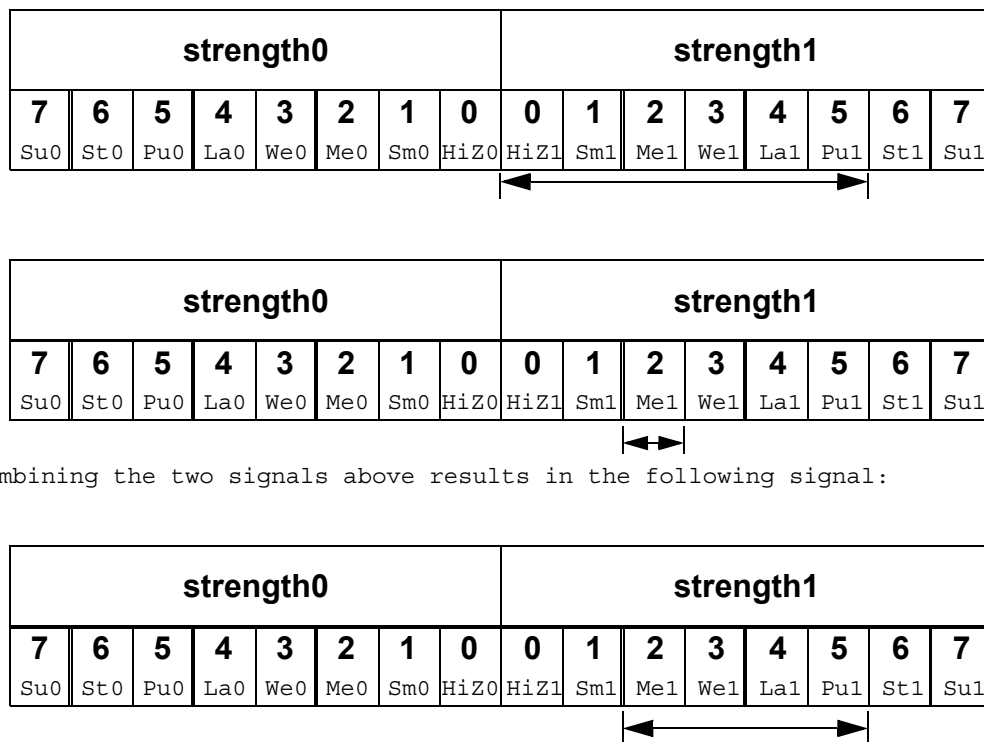 strength0 strength1
7 6 5 4 3 2 1 0 0 1 2 3 4 5 6 7
Su0 St0 Pu0 La0 We0 Me0 Sm0 HiZ0 HiZ1 Sm1 Me1 We1 La1 Pu1 St1 Su1
strength0 strength1
7 6 5 4 3 2 1 0 0 1 2 3 4 5 6 7
Su0 St0 Pu0 La0 We0 Me0 Sm0 HiZ0 HiZ1 Sm1 Me1 We1 La1 Pu1 St1 Su1
mbining the two signals above results in the following signal:
strength0 strength1
7 6 5 4 3 2 1 0 0 1 2 3 4 5 6 7
Su0 St0 Pu0 La0 We0 Me0 Sm0 HiZ0 HiZ1 Sm1 Me1 We1 La1 Pu1 St1 Su1